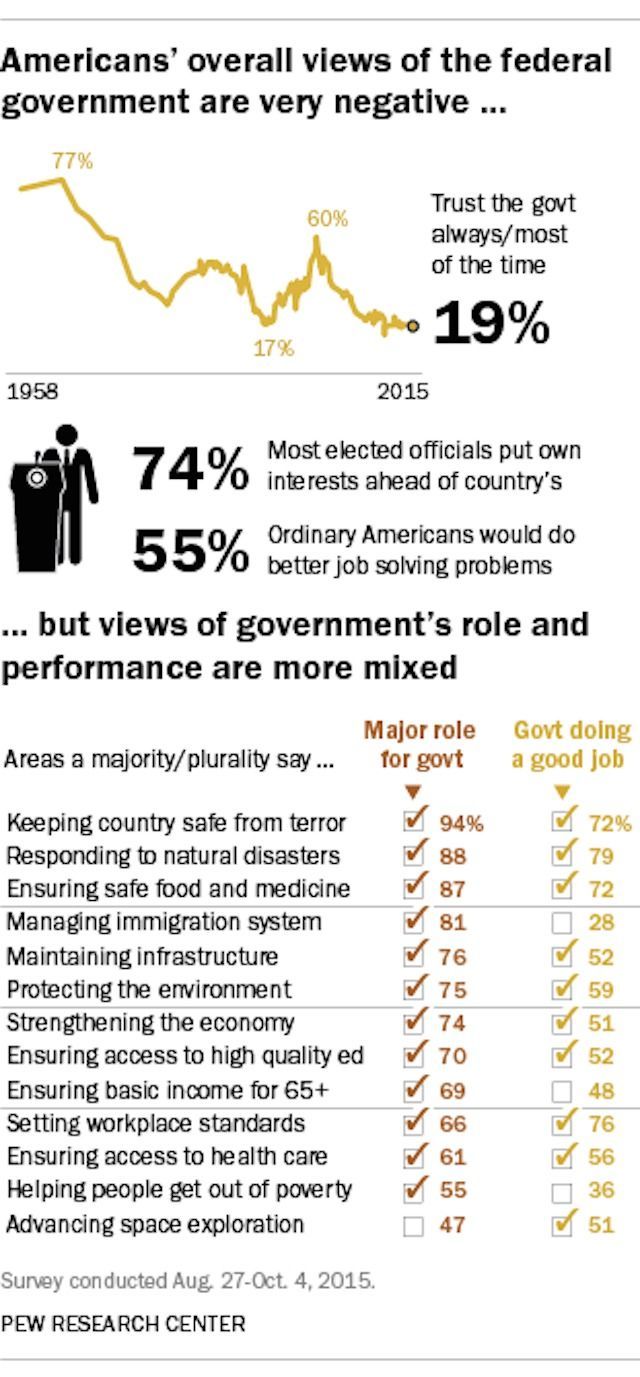 Americans' overall views of the federal
government are very negative ...
77%
60%
17%
Trust the govt
always/most
of the time
19%
1958
2015
74%
Most elected officials put own
interests ahead of country's
55%
Ordinary Americans would do
better job solving problems
... but views of government's role and
performance are more mixed
Areas a majority/plurality say ...
Major role
for govt
Govt doing
a good job
Keeping country safe from terror 94% 72%
Responding to natural disasters 88 79
Ensuring safe food and medicine 87 72
Managing immigration system 81 28
Maintaining infrastructure 76 52
Protecting the environment 75 59
Strengthening the economy 74 51
Ensuring access to high quality ed 70 52
Ensuring basic income for 65+ 69 48
Setting workplace standards 66 76
Ensuring access to health care 61 56
Helping people get out of poverty 55 36
Advancing space exploration 47 51
Survey conducted Aug. 27-Oct. 4, 2015.
PEW RESEARCH CENTER